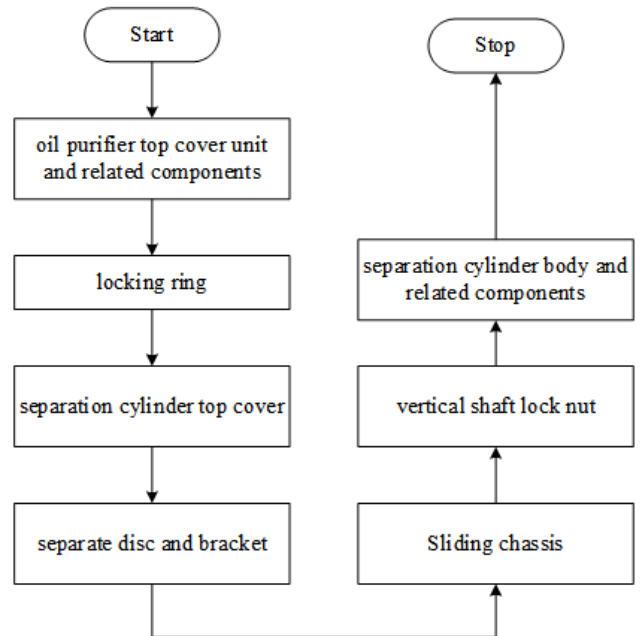 Start
oil purifier top cover unit
and related components
locking ring
separation cylinder top cover
separate disc and bracket
Sliding chassis
vertical shaft lock nut
separation cylinder body and
related components
Stop